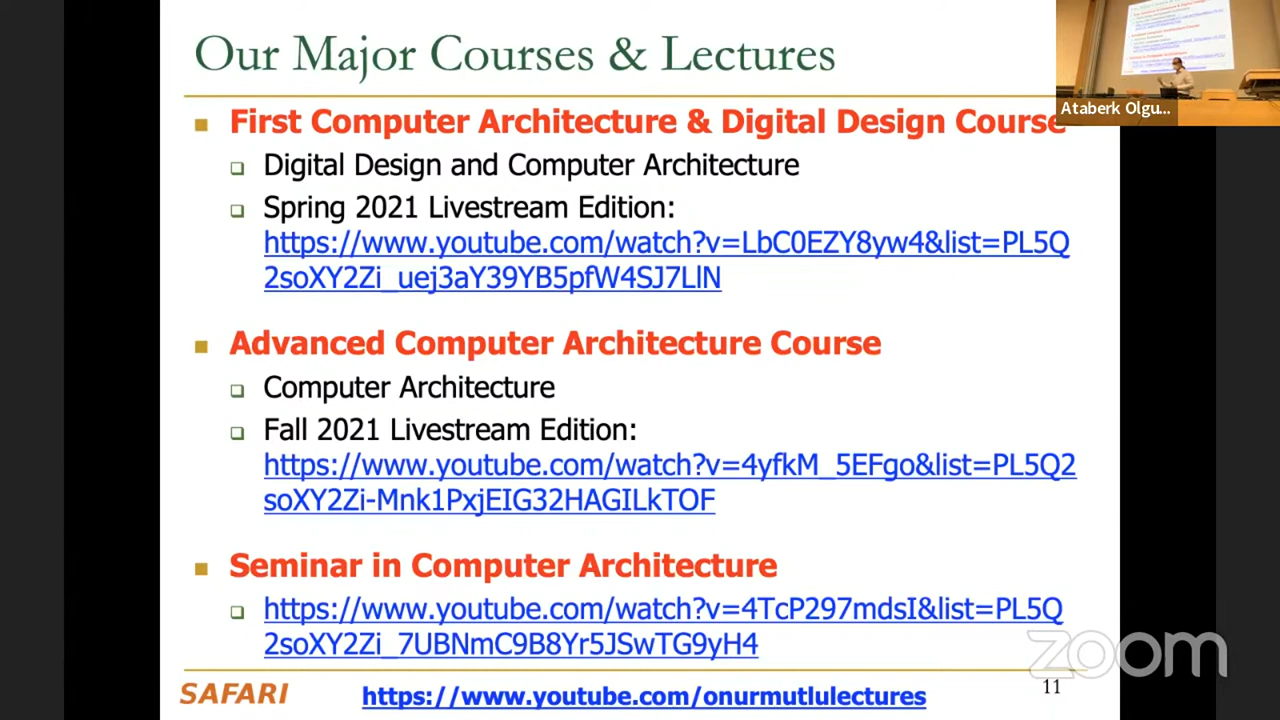 Our Major Courses & Lectures
First Computer Architecture & Digital Design Course
Digital Design and Computer Architecture
Spring 2021 Livestream Edition:
https://www.youtube.com/watch?v=LbC0EZY8yw4&list=PL5Q
2soXY2Zi_uej3aY39YB5pfW4SJ7LlN
Advanced Computer Architecture Course
Computer Architecture
Fall 2021 Livestream Edition:
https://www.youtube.com/watch?v=4yfkM_5EFgo&list=PL5Q2
soXY2Zi-Mnk1PxjEIG32HAGILkTOF
Seminar in Computer Architecture
https://www.youtube.com/watch?v=4TcP297mdsI&list=PL5Q
2soXY2Zi_7UBNmC9B8Yr5JSwTG9yH4
SAFARI
https://www.youtube.com/onurmutlulectures
11
Ataberk Olgu...
zoom